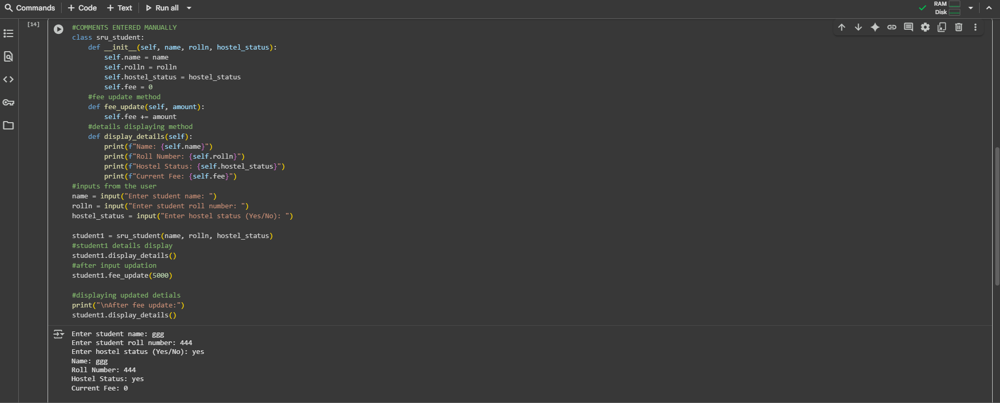 Commands + Code + Text Run all
RAM
Disk
[14]
#COMMENTS ENTERED MANUALLY
class sru_student:
    def __init__(self, name, rolln, hostel_status):
        self.name = name
        self.rolln = rolln
        self.hostel_status = hostel_status
        self.fee = 0
    #fee update method
    def fee_update(self, amount):
        self.fee += amount
    #details displaying method
    def display_details(self):
        print(f"Name: {self.name}")
        print(f"Roll Number: {self.rolln}")
        print(f"Hostel Status: {self.hostel_status}")
        print(f"Current Fee: {self.fee}")
#inputs from the user
name = input("Enter student name: ")
rolln = input("Enter student roll number: ")
hostel_status = input("Enter hostel status (Yes/No): ")

student1 = sru_student(name, rolln, hostel_status)
#student1 details display
student1.display_details()
#after input updation
student1.fee_update(5000)

#displaying updated detials
print("\nAfter fee update:")
student1.display_details()
Enter student name: ggg
Enter student roll number: 444
Enter hostel status (Yes/No): yes
Name: ggg
Roll Number: 444
Hostel Status: yes
Current Fee: 0